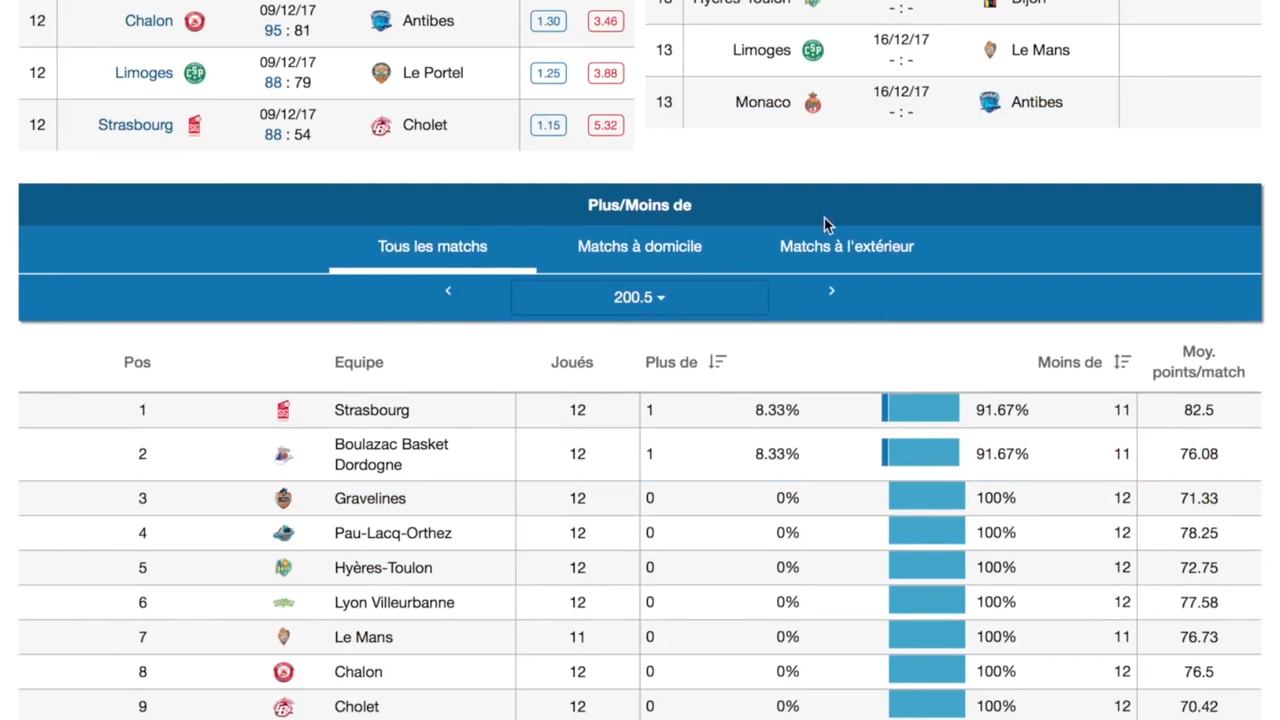 12 Chalon 09/12/17 95 : 81 Antibes 1.30 3.46
12 Limoges 09/12/17 88 : 79 Le Portel 1.25 3.88
12 Strasbourg 09/12/17 88 : 54 Cholet 1.15 5.32
- : -
13 Limoges 16/12/17 - : - Le Mans
13 Monaco 16/12/17 - : - Antibes
Plus/Moins de
Tous les matchs Matchs à domicile Matchs à l'extérieur
‹ 200.5 ›
Pos Equipe Joués Plus de Moins de Moy. points/match
1 Strasbourg 12 1 8.33% 91.67% 11 82.5
2 Boulazac Basket Dordogne 12 1 8.33% 91.67% 11 76.08
3 Gravelines 12 0 0% 100% 12 71.33
4 Pau-Lacq-Orthez 12 0 0% 100% 12 78.25
5 Hyères-Toulon 12 0 0% 100% 12 72.75
6 Lyon Villeurbanne 12 0 0% 100% 12 77.58
7 Le Mans 11 0 0% 100% 11 76.73
8 Chalon 12 0 0% 100% 12 76.5
9 Cholet 12 0 0% 100% 12 70.42